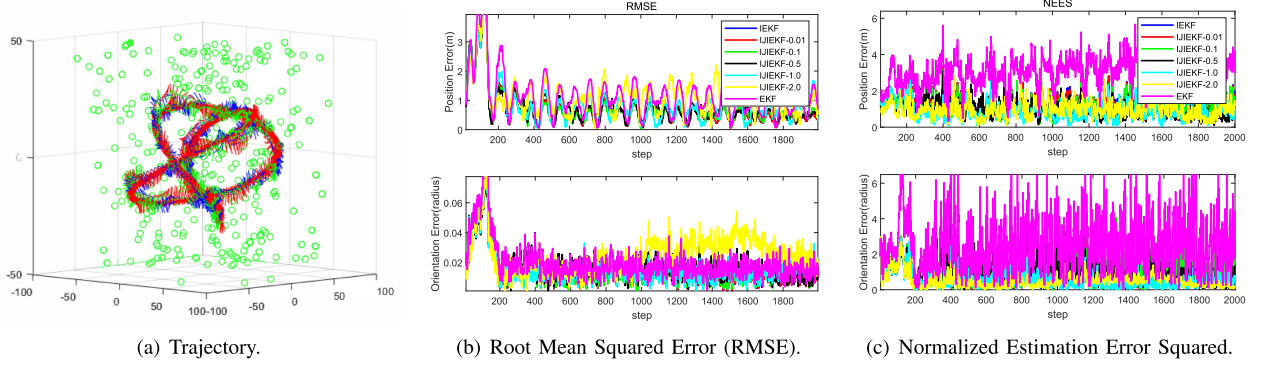 50
0
-50
-100
-50
0
50
100-100
-50
0
50
100
(a) Trajectory.
RMSE
Position Error(m)
3
2
1
0
200 400 600 800 1000 1200 1400 1600 1800
step
IEKF
IJIEKF-0.01
IJIEKF-0.1
IJIEKF-0.5
IJIEKF-1.0
IJIEKF-2.0
EKF
Orientation Error(radius)
0.06
0.04
0.02
200 400 600 800 1000 1200 1400 1600 1800
step
(b) Root Mean Squared Error (RMSE).
NEES
Position Error(m)
6
4
2
0
200 400 600 800 1000 1200 1400 1600 1800 2000
step
IEKF
IJIEKF-0.01
IJIEKF-0.1
IJIEKF-0.5
IJIEKF-1.0
IJIEKF-2.0
EKF
Orientation Error(radius)
6
4
2
0
200 400 600 800 1000 1200 1400 1600 1800 2000
step
(c) Normalized Estimation Error Squared.